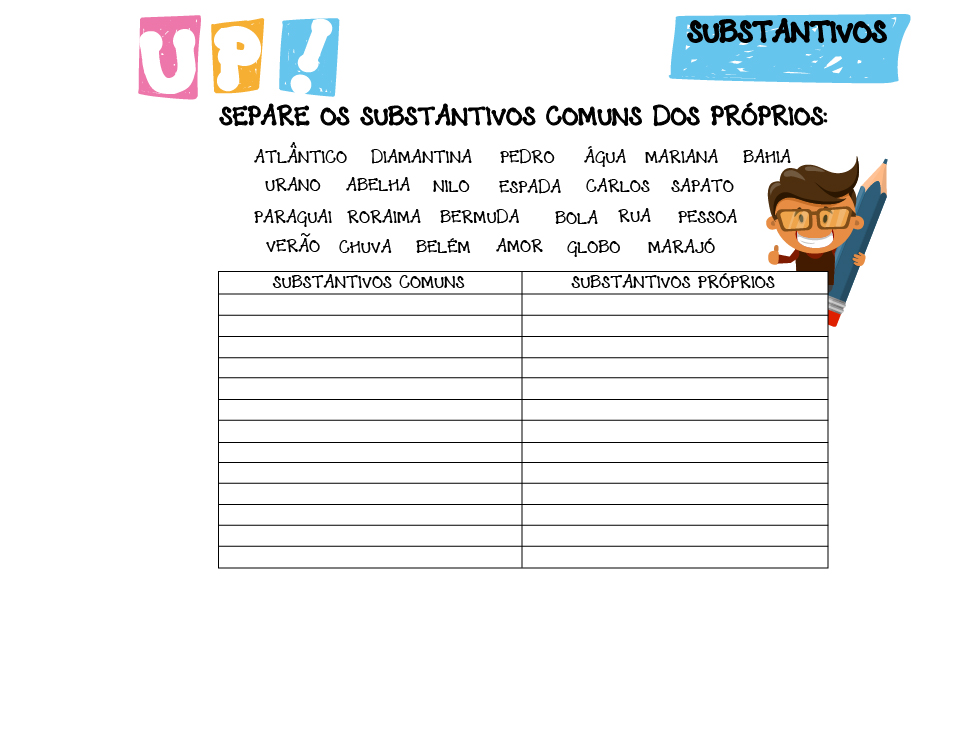 UP!
SUBSTANTIVOS
SEPARE OS SUBSTANTIVOS COMUNS DOS PRÓPRIOS:
ATLÂNTICO DIAMANTINA PEDRO ÁGUA MARIANA BAHIA
URANO ABELHA NILO ESPADA CARLOS SAPATO
PARAGUAI RORAIMA BERMUDA BOLA RUA PESSOA
VERÃO CHUVA BELÉM AMOR GLOBO MARAJÓ
SUBSTANTIVOS COMUNS SUBSTANTIVOS PRÓPRIOS